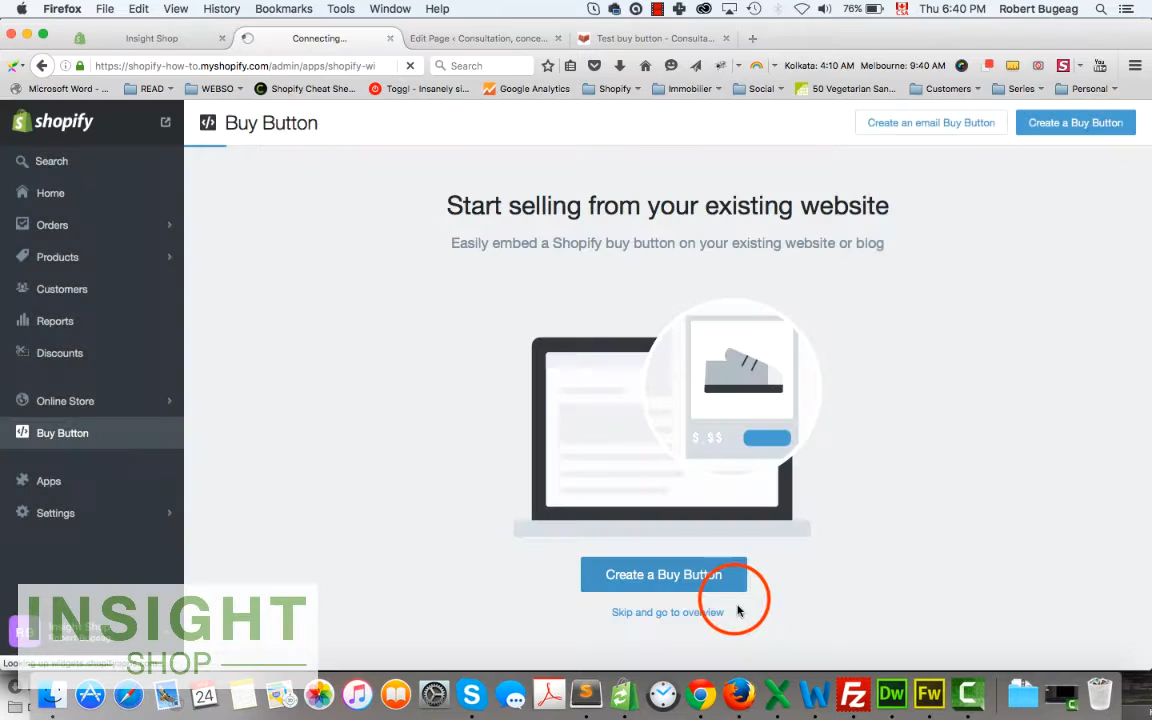 Firefox File Edit View History Bookmarks Tools Window Help 76% Thu 6:40 PM Robert Bugeag
Insight Shop Connecting... Edit Page ‹ Consultation, conce... Test buy button - Consulta...
https://shopify-how-to.myshopify.com/admin/apps/shopify-wi Search Kolkata: 4:10 AM Melbourne: 9:40 AM
Microsoft Word - ... READ WEBSO Shopify Cheat She... Toggl - Insanely si... Google Analytics Shopify Immobilier Social 50 Vegetarian San... Customers Series Personal
shopify
Buy Button
Create an email Buy Button
Create a Buy Button
Search
Home
Orders
Products
Customers
Reports
Discounts
Online Store
Buy Button
Apps
Settings
Start selling from your existing website
Easily embed a Shopify buy button on your existing website or blog
$ $$
Create a Buy Button
Skip and go to overview
RB Insight Shop
Robert Bugeag
INSIGHT
SHOP
24